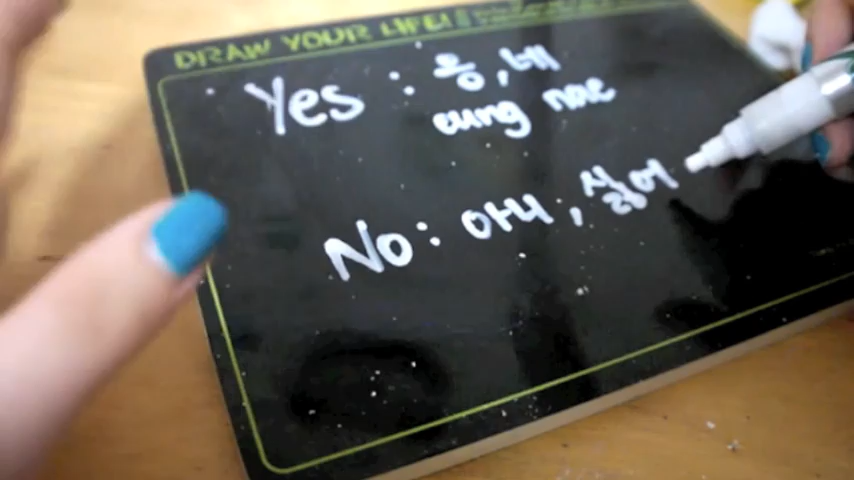 DRAW YOUR LIFE!
Yes : 응, 네
eung nae
No : 아니, 싫어